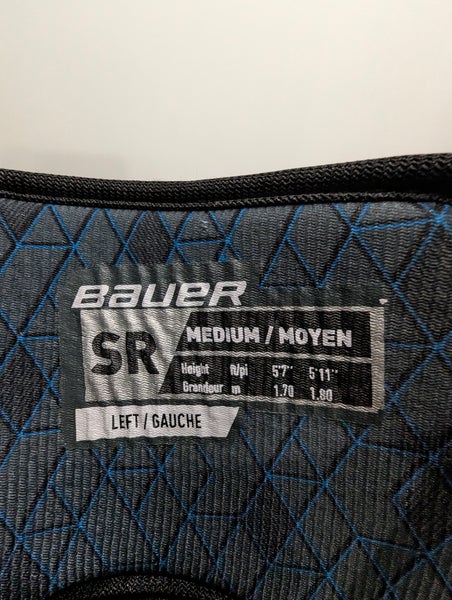 BAUER
SR
MEDIUM / MOYEN
Height ft/pi 5'7" 5'11"
Grandeur m 1.70 1.80
LEFT / GAUCHE